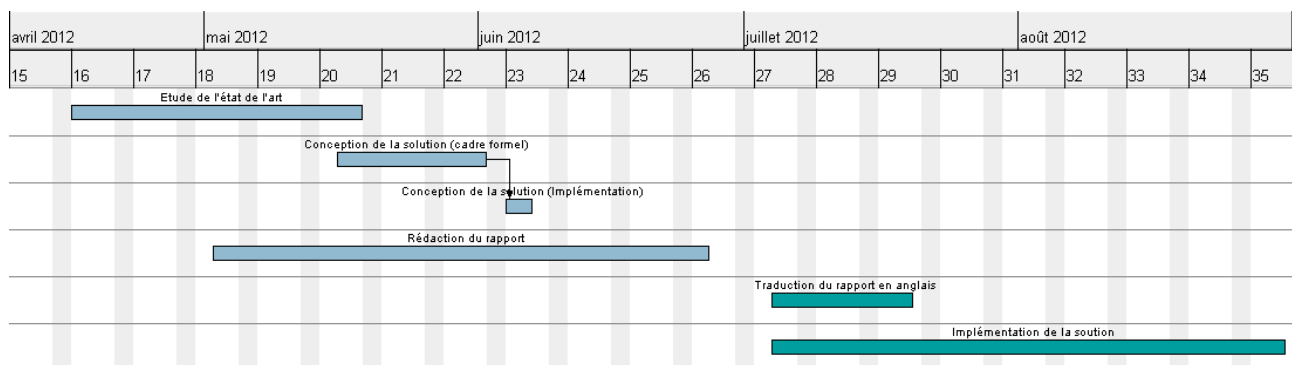 avril 2012 mai 2012 juin 2012 juillet 2012 août 2012
15 16 17 18 19 20 21 22 23 24 25 26 27 28 29 30 31 32 33 34 35
Etude de l'état de l'art
Conception de la solution (cadre formel)
Conception de la solution (Implémentation)
Rédaction du rapport
Traduction du rapport en anglais
Implémentation de la soution